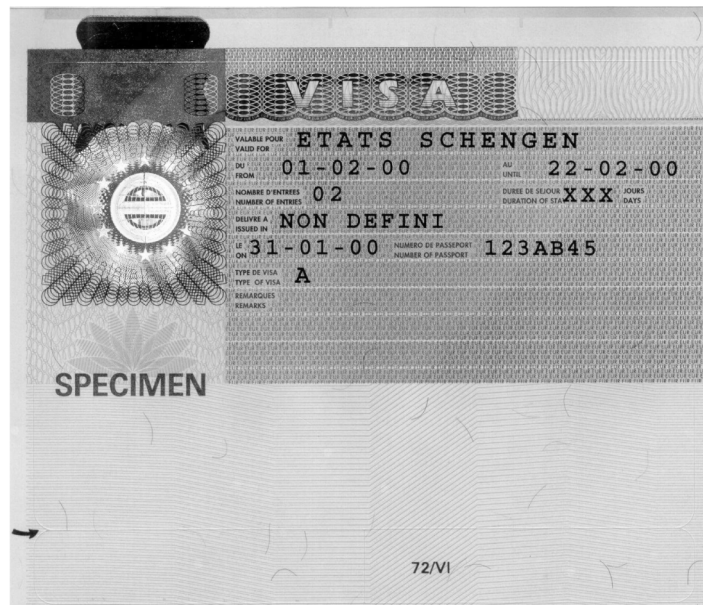 VISA
VALABLE POUR ETATS SCHENGEN
VALID FOR
DU 01-02-00 AU 22-02-00
FROM UNTIL
NOMBRE D'ENTREES 02 DUREE DE SEJOUR XXX JOURS
NUMBER OF ENTRIES DURATION OF STAY DAYS
DELIVRE A NON DEFINI
ISSUED IN
LE 31-01-00 NUMERO DE PASSEPORT 123AB45
ON NUMBER OF PASSPORT
TYPE DE VISA A
TYPE OF VISA
REMARQUES
REMARKS
SPECIMEN
72/VI